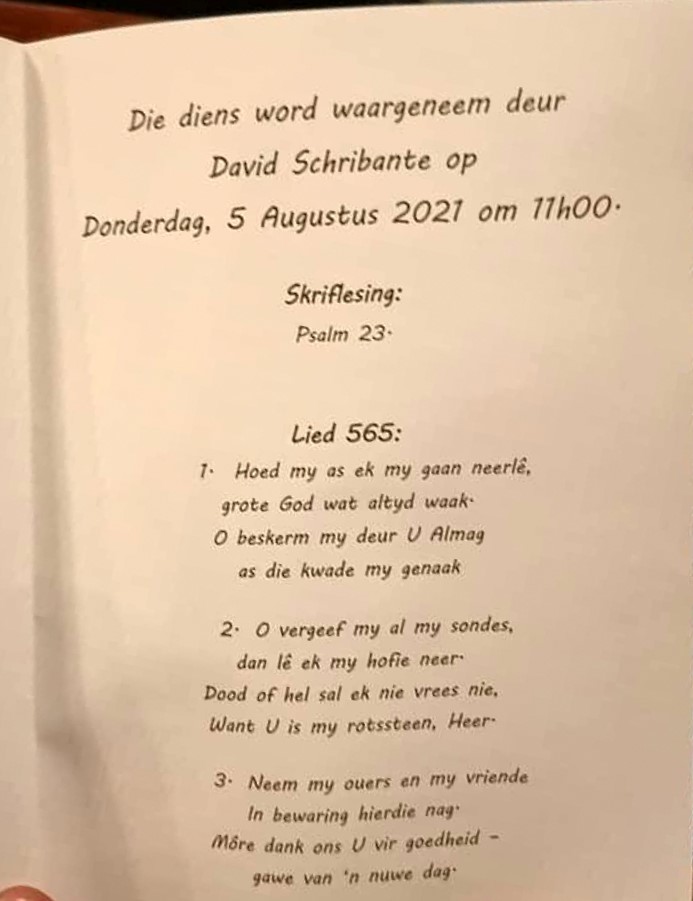 Die diens word waargeneem deur
David Schribante op
Donderdag, 5 Augustus 2021 om 11h00.
Skriflesing:
Psalm 23.
Lied 565:
1. Hoed my as ek my gaan neerlê,
grote God wat altyd waak.
O beskerm my deur U Almag
as die kwade my genaak
2. O vergeef my al my sondes,
dan lê ek my hofie neer.
Dood of hel sal ek nie vrees nie,
Want U is my rotssteen, Heer.
3. Neem my ouers en my vriende
In bewaring hierdie nag.
Môre dank ons U vir goedheid –
gawe van 'n nuwe dag.